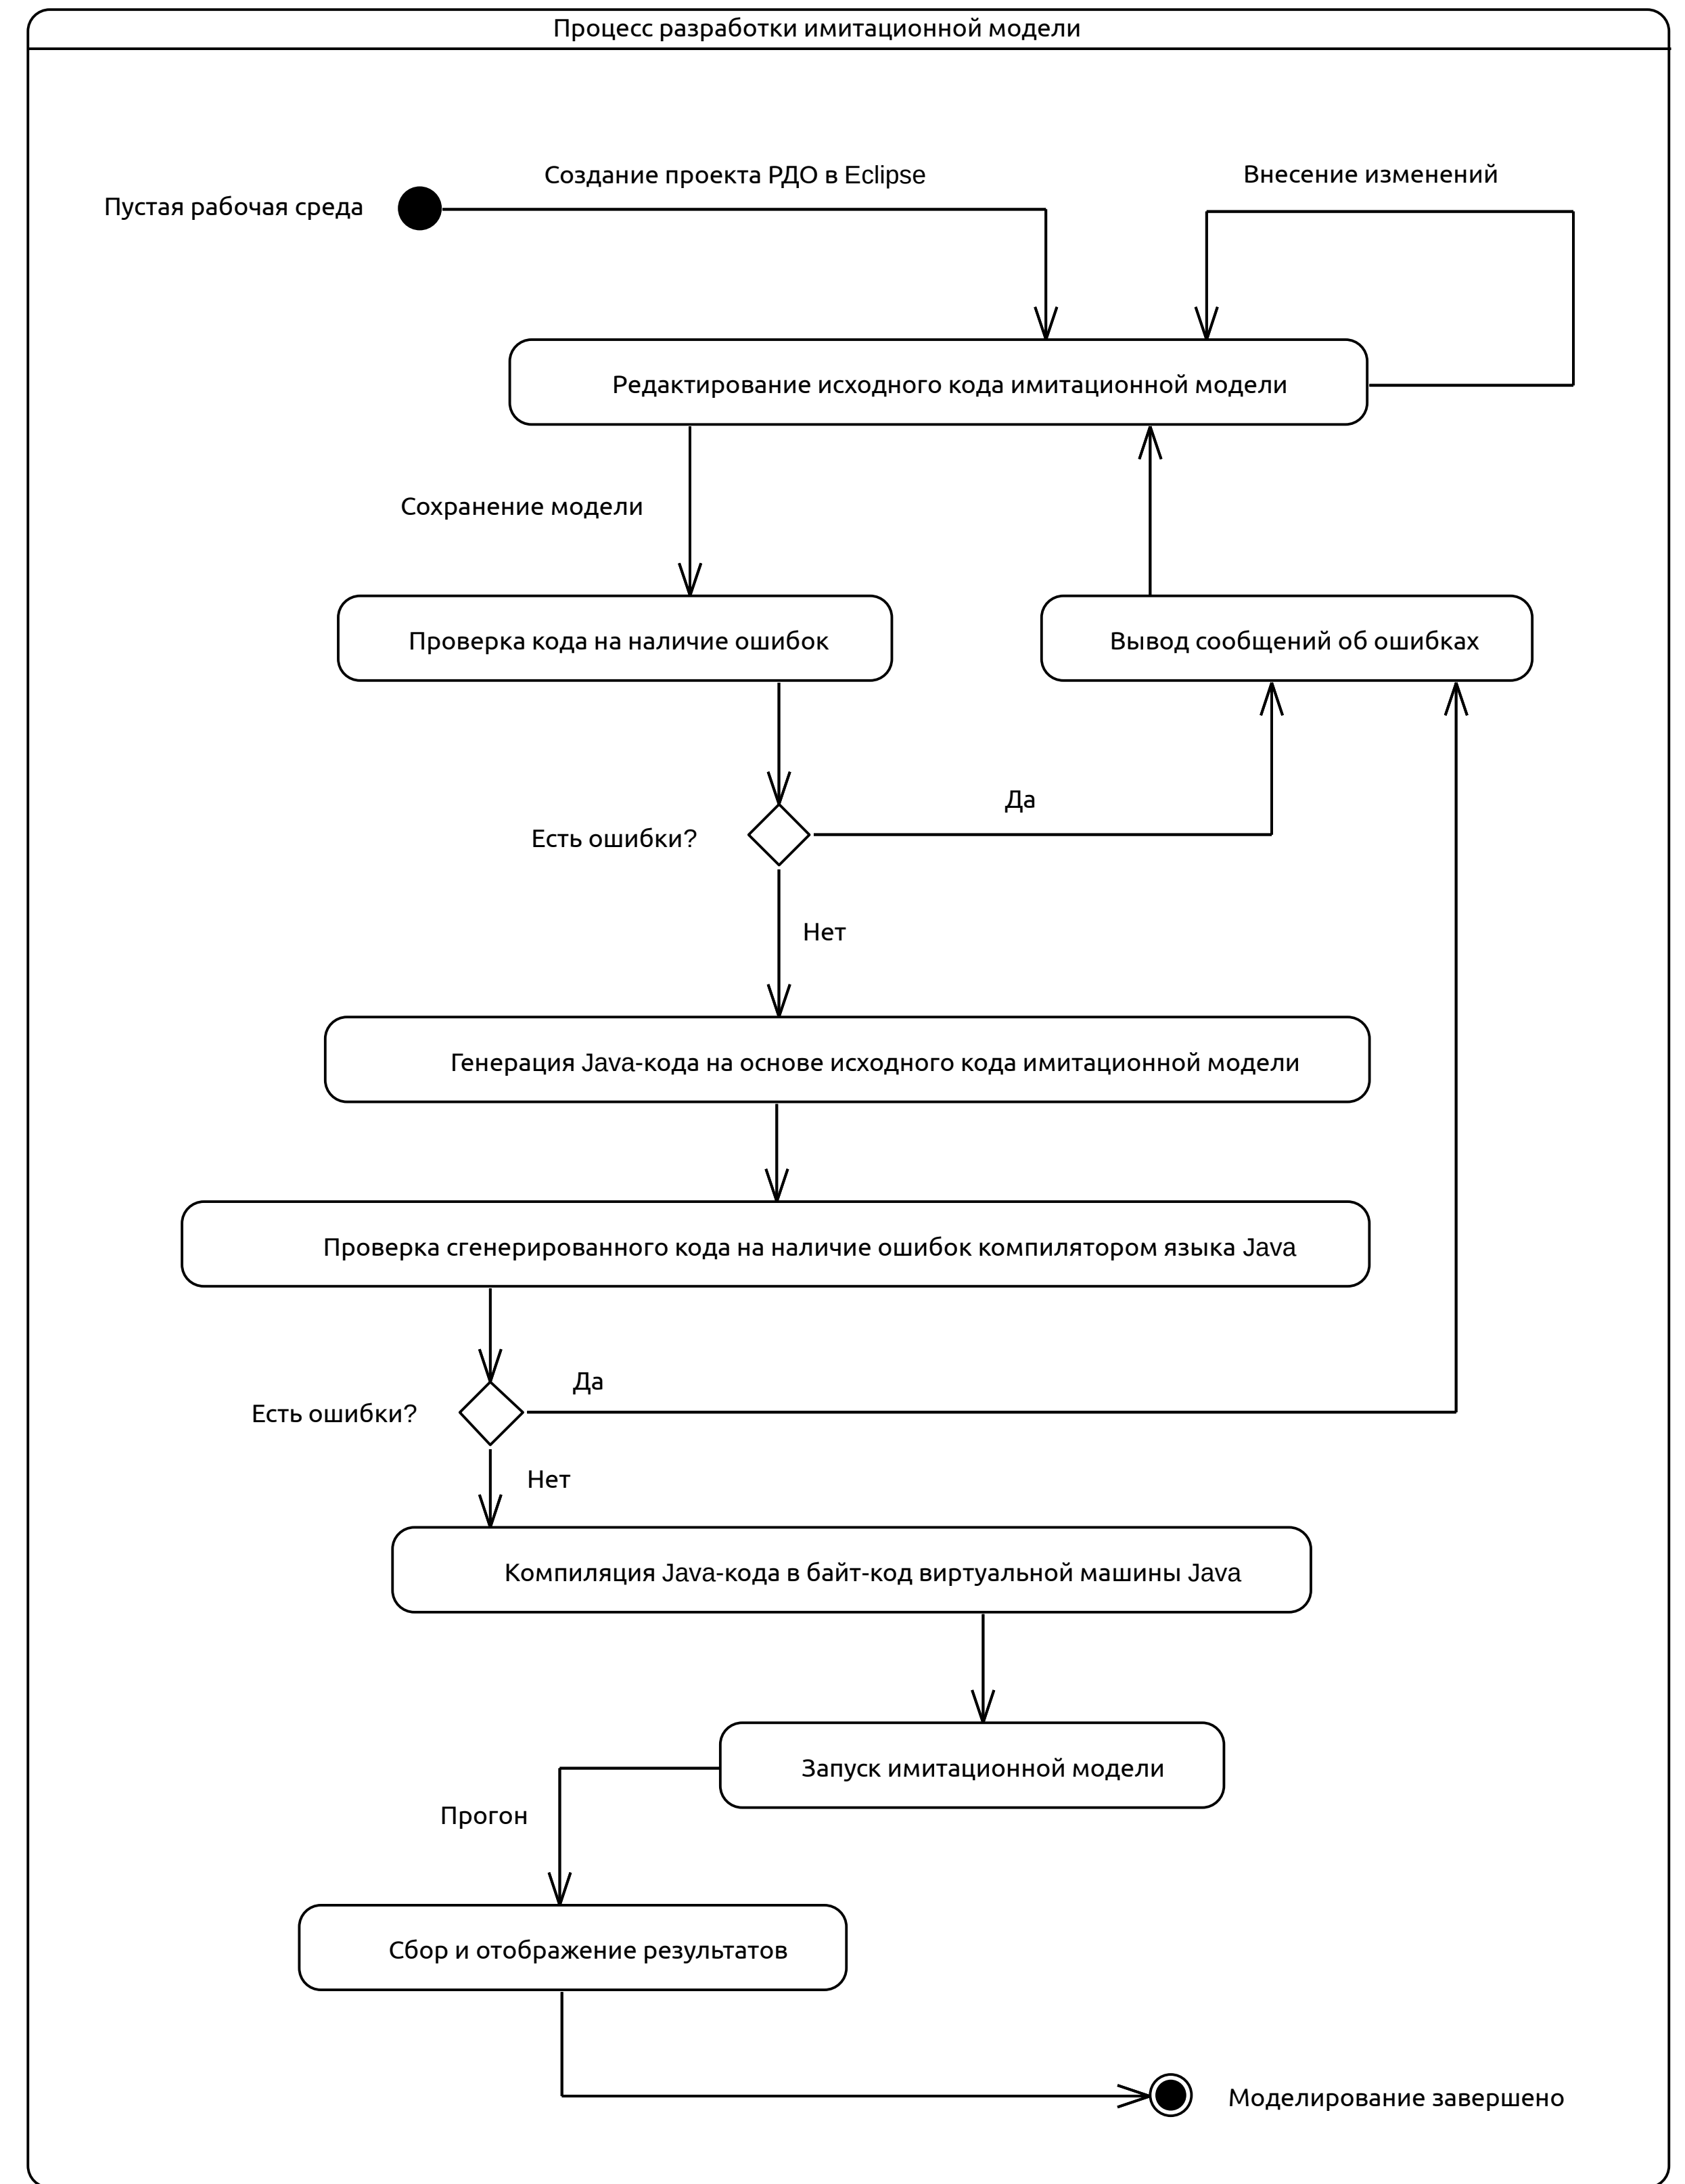 Процесс разработки имитационной модели
Создание проекта РДО в Eclipse
Внесение изменений
Пустая рабочая среда
Редактирование исходного кода имитационной модели
Сохранение модели
Проверка кода на наличие ошибок
Вывод сообщений об ошибках
Да
Есть ошибки?
Нет
Генерация Java-кода на основе исходного кода имитационной модели
Проверка сгенерированного кода на наличие ошибок компилятором языка Java
Да
Есть ошибки?
Нет
Компиляция Java-кода в байт-код виртуальной машины Java
Запуск имитационной модели
Прогон
Сбор и отображение результатов
Моделирование завершено